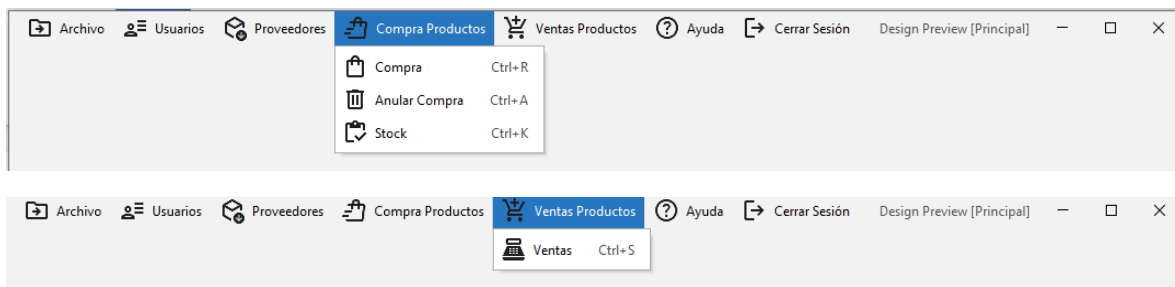 Archivo Usuarios Proveedores Compra Productos Ventas Productos Ayuda Cerrar Sesión Design Preview [Principal]
Compra Ctrl+R
Anular Compra Ctrl+A
Stock Ctrl+K
Archivo Usuarios Proveedores Compra Productos Ventas Productos Ayuda Cerrar Sesión Design Preview [Principal]
Ventas Ctrl+S